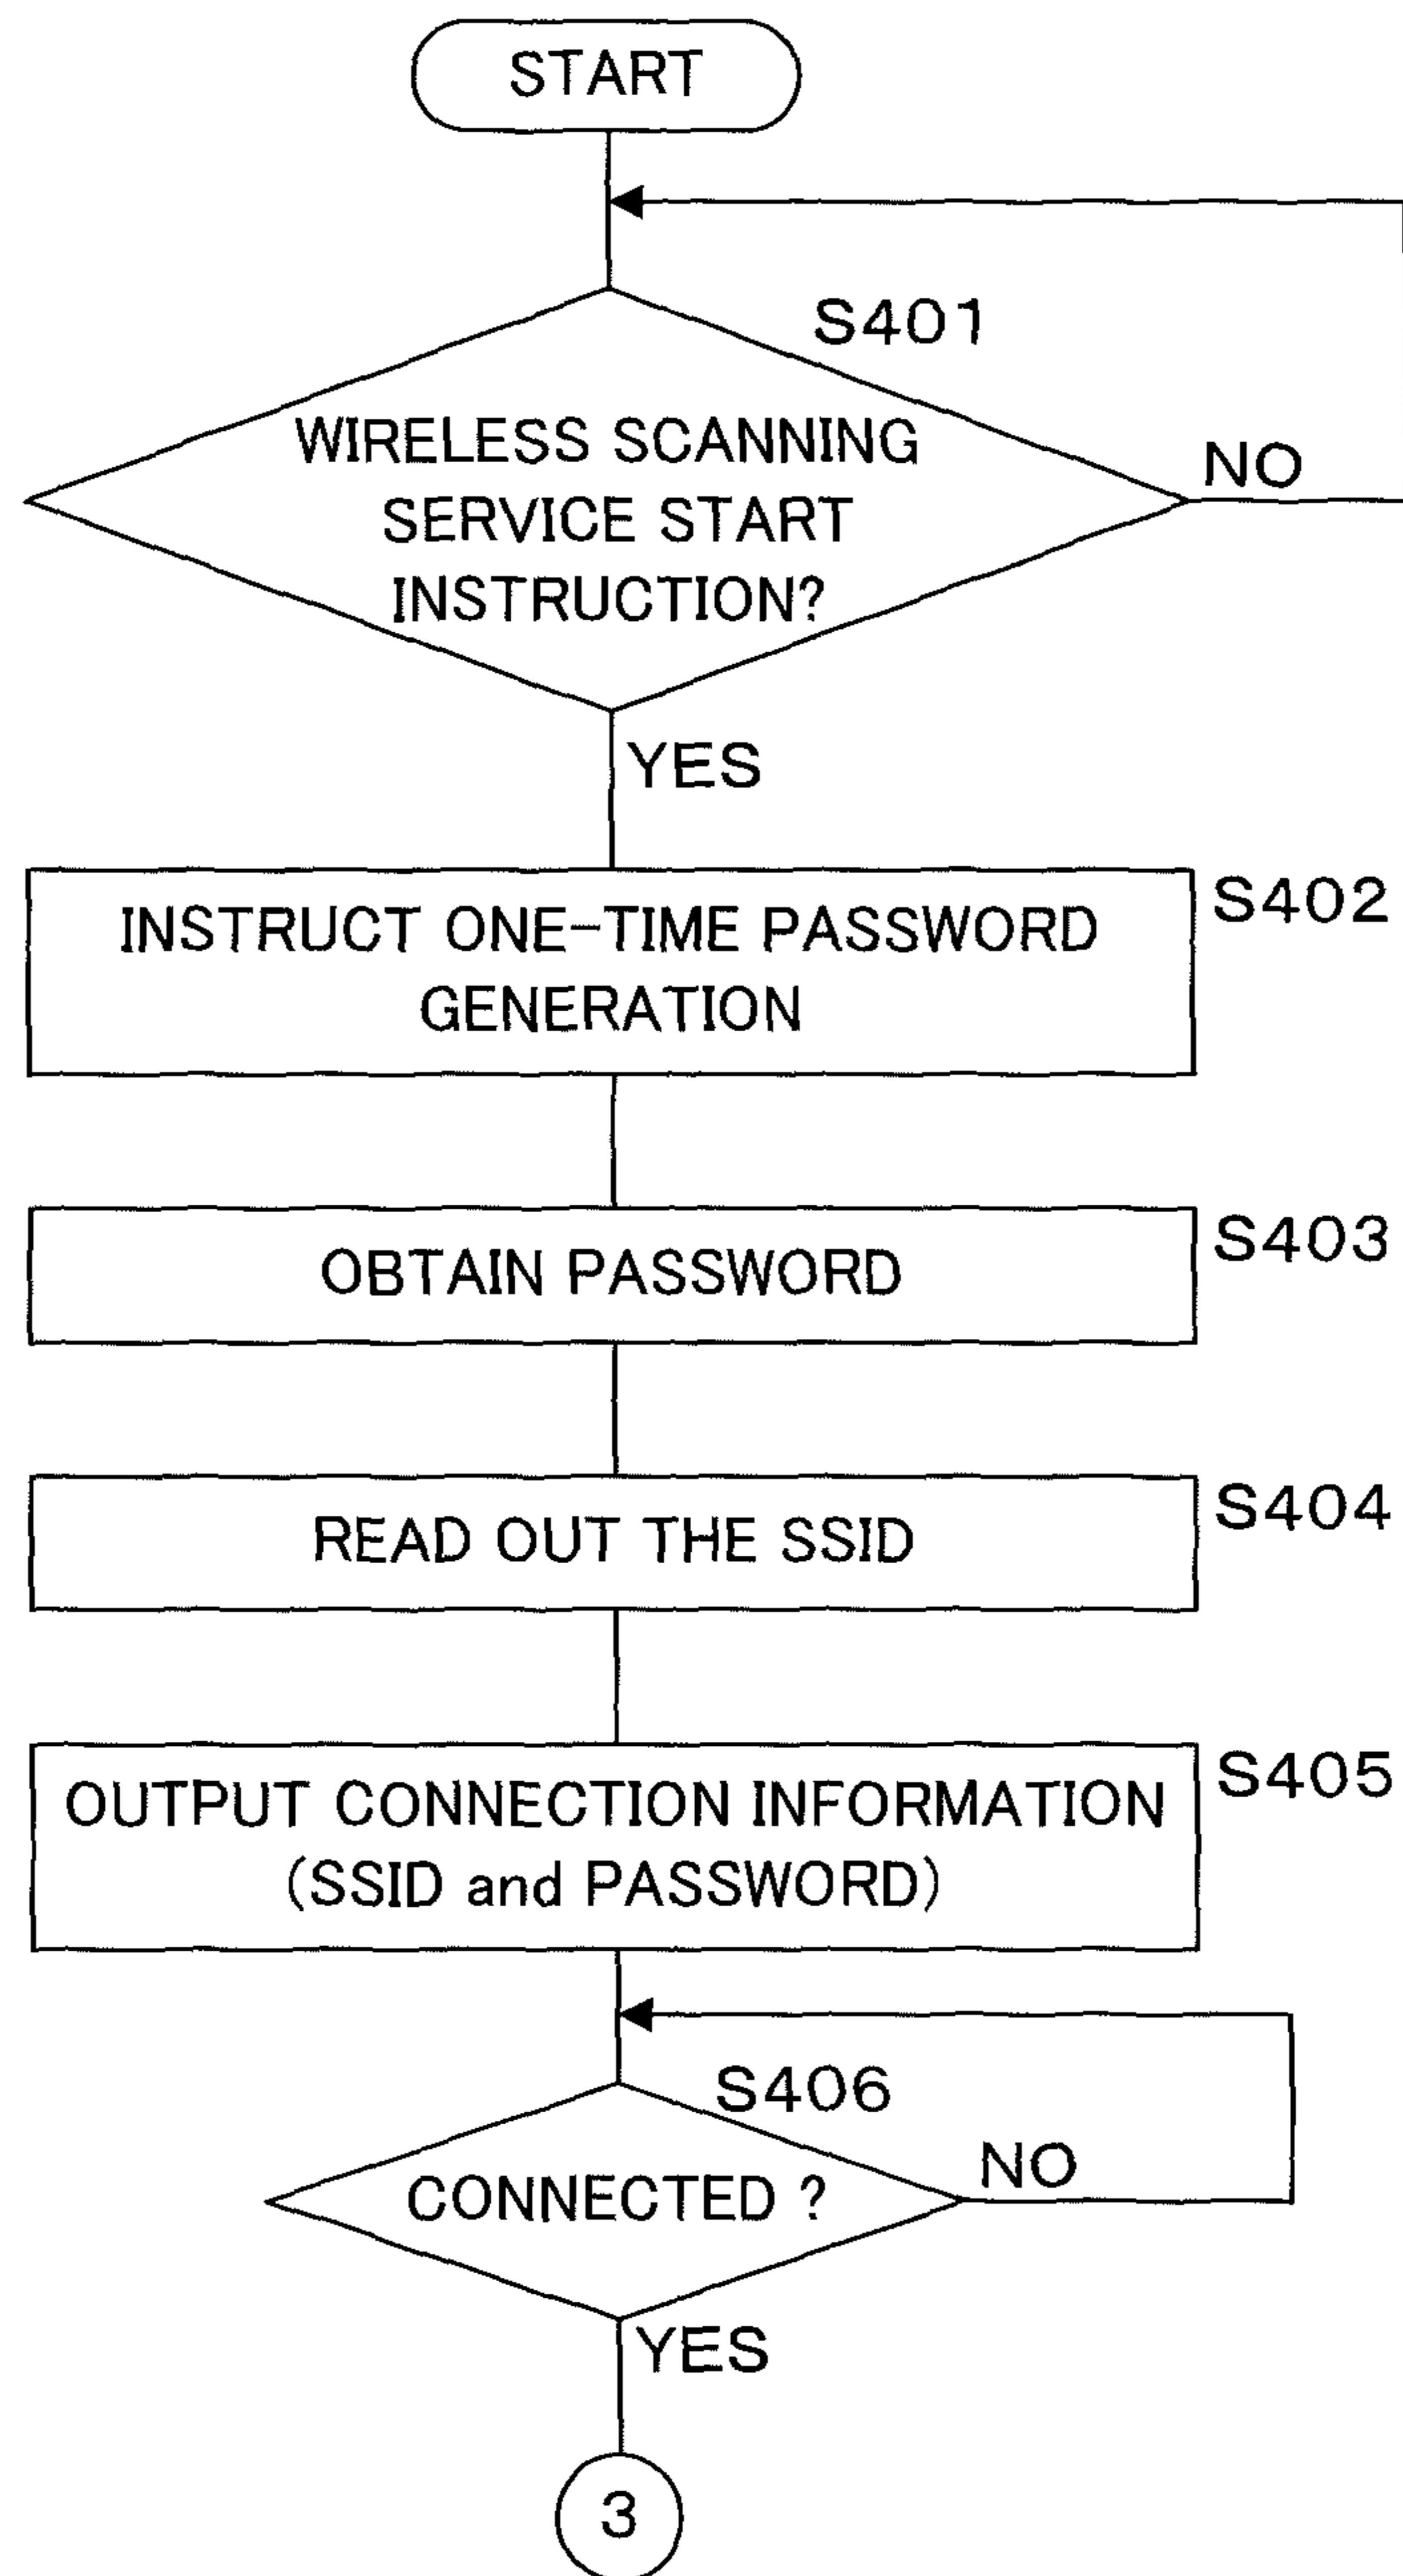 START
S401
WIRELESS SCANNING
SERVICE START
INSTRUCTION?
NO
YES
S402
INSTRUCT ONE-TIME PASSWORD
GENERATION
S403
OBTAIN PASSWORD
S404
READ OUT THE SSID
S405
OUTPUT CONNECTION INFORMATION
(SSID and PASSWORD)
S406
CONNECTED ?
NO
YES
3